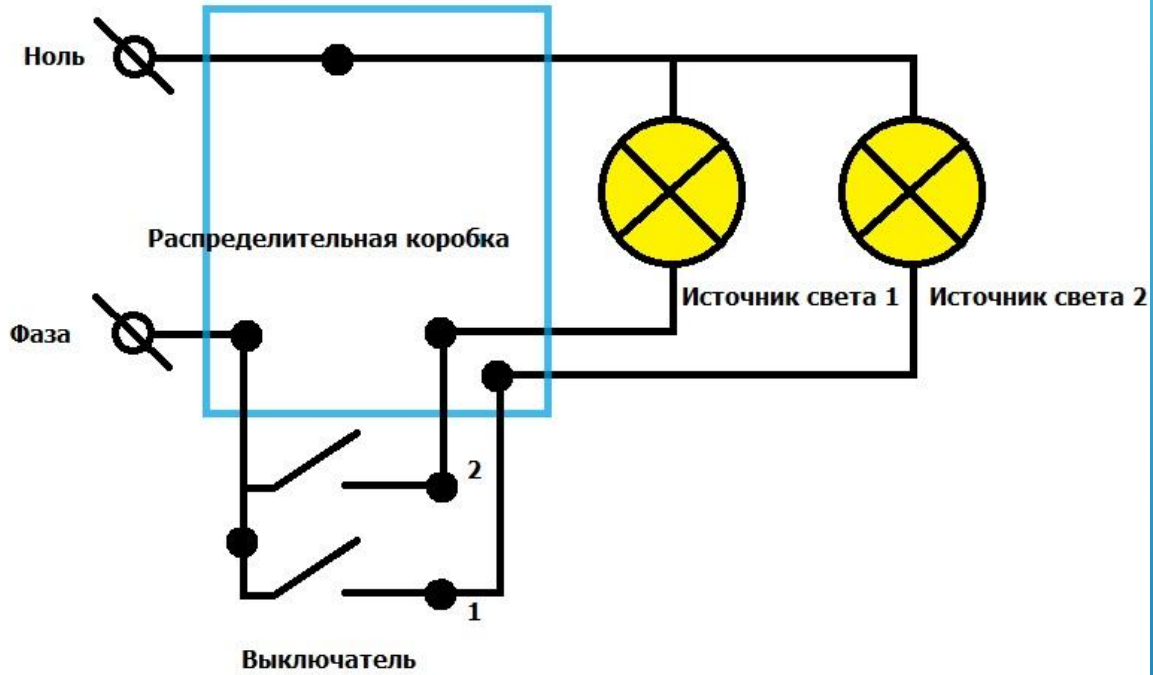 Ноль
Распределительная коробка
Источник света 1
Источник света 2
Фаза
2
1
Выключатель